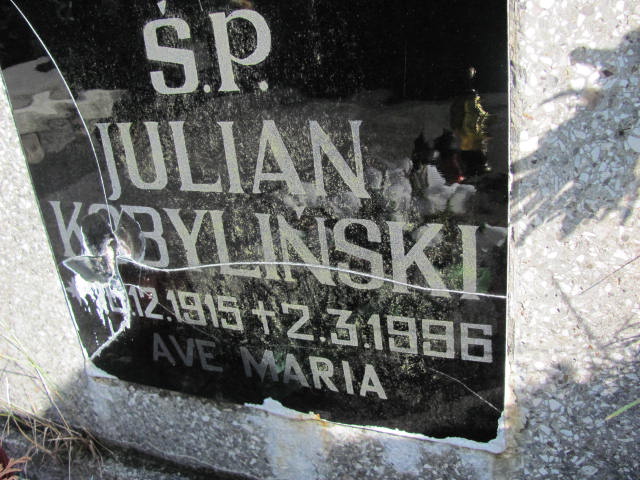 Ś.P.
JULIAN
KOBYLIŃSKI
12.1915 † 2.3.1996
AVE MARIA